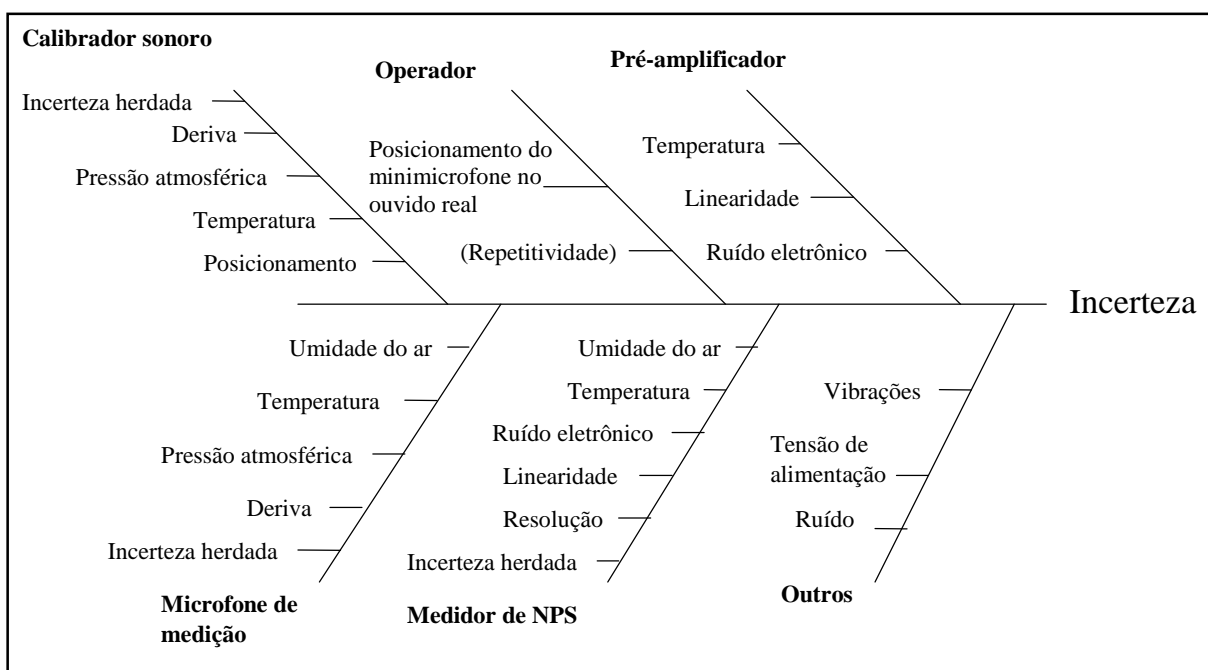 Calibrador sonoro
Incerteza herdada
Deriva
Pressão atmosférica
Temperatura
Posicionamento
Operador
Posicionamento do
minimicrofone no
ouvido real
(Repetitividade)
Pré-amplificador
Temperatura
Linearidade
Ruído eletrônico
Incerteza
Umidade do ar
Temperatura
Pressão atmosférica
Deriva
Incerteza herdada
Microfone de
medição
Umidade do ar
Temperatura
Ruído eletrônico
Linearidade
Resolução
Incerteza herdada
Medidor de NPS
Vibrações
Tensão de
alimentação
Ruído
Outros